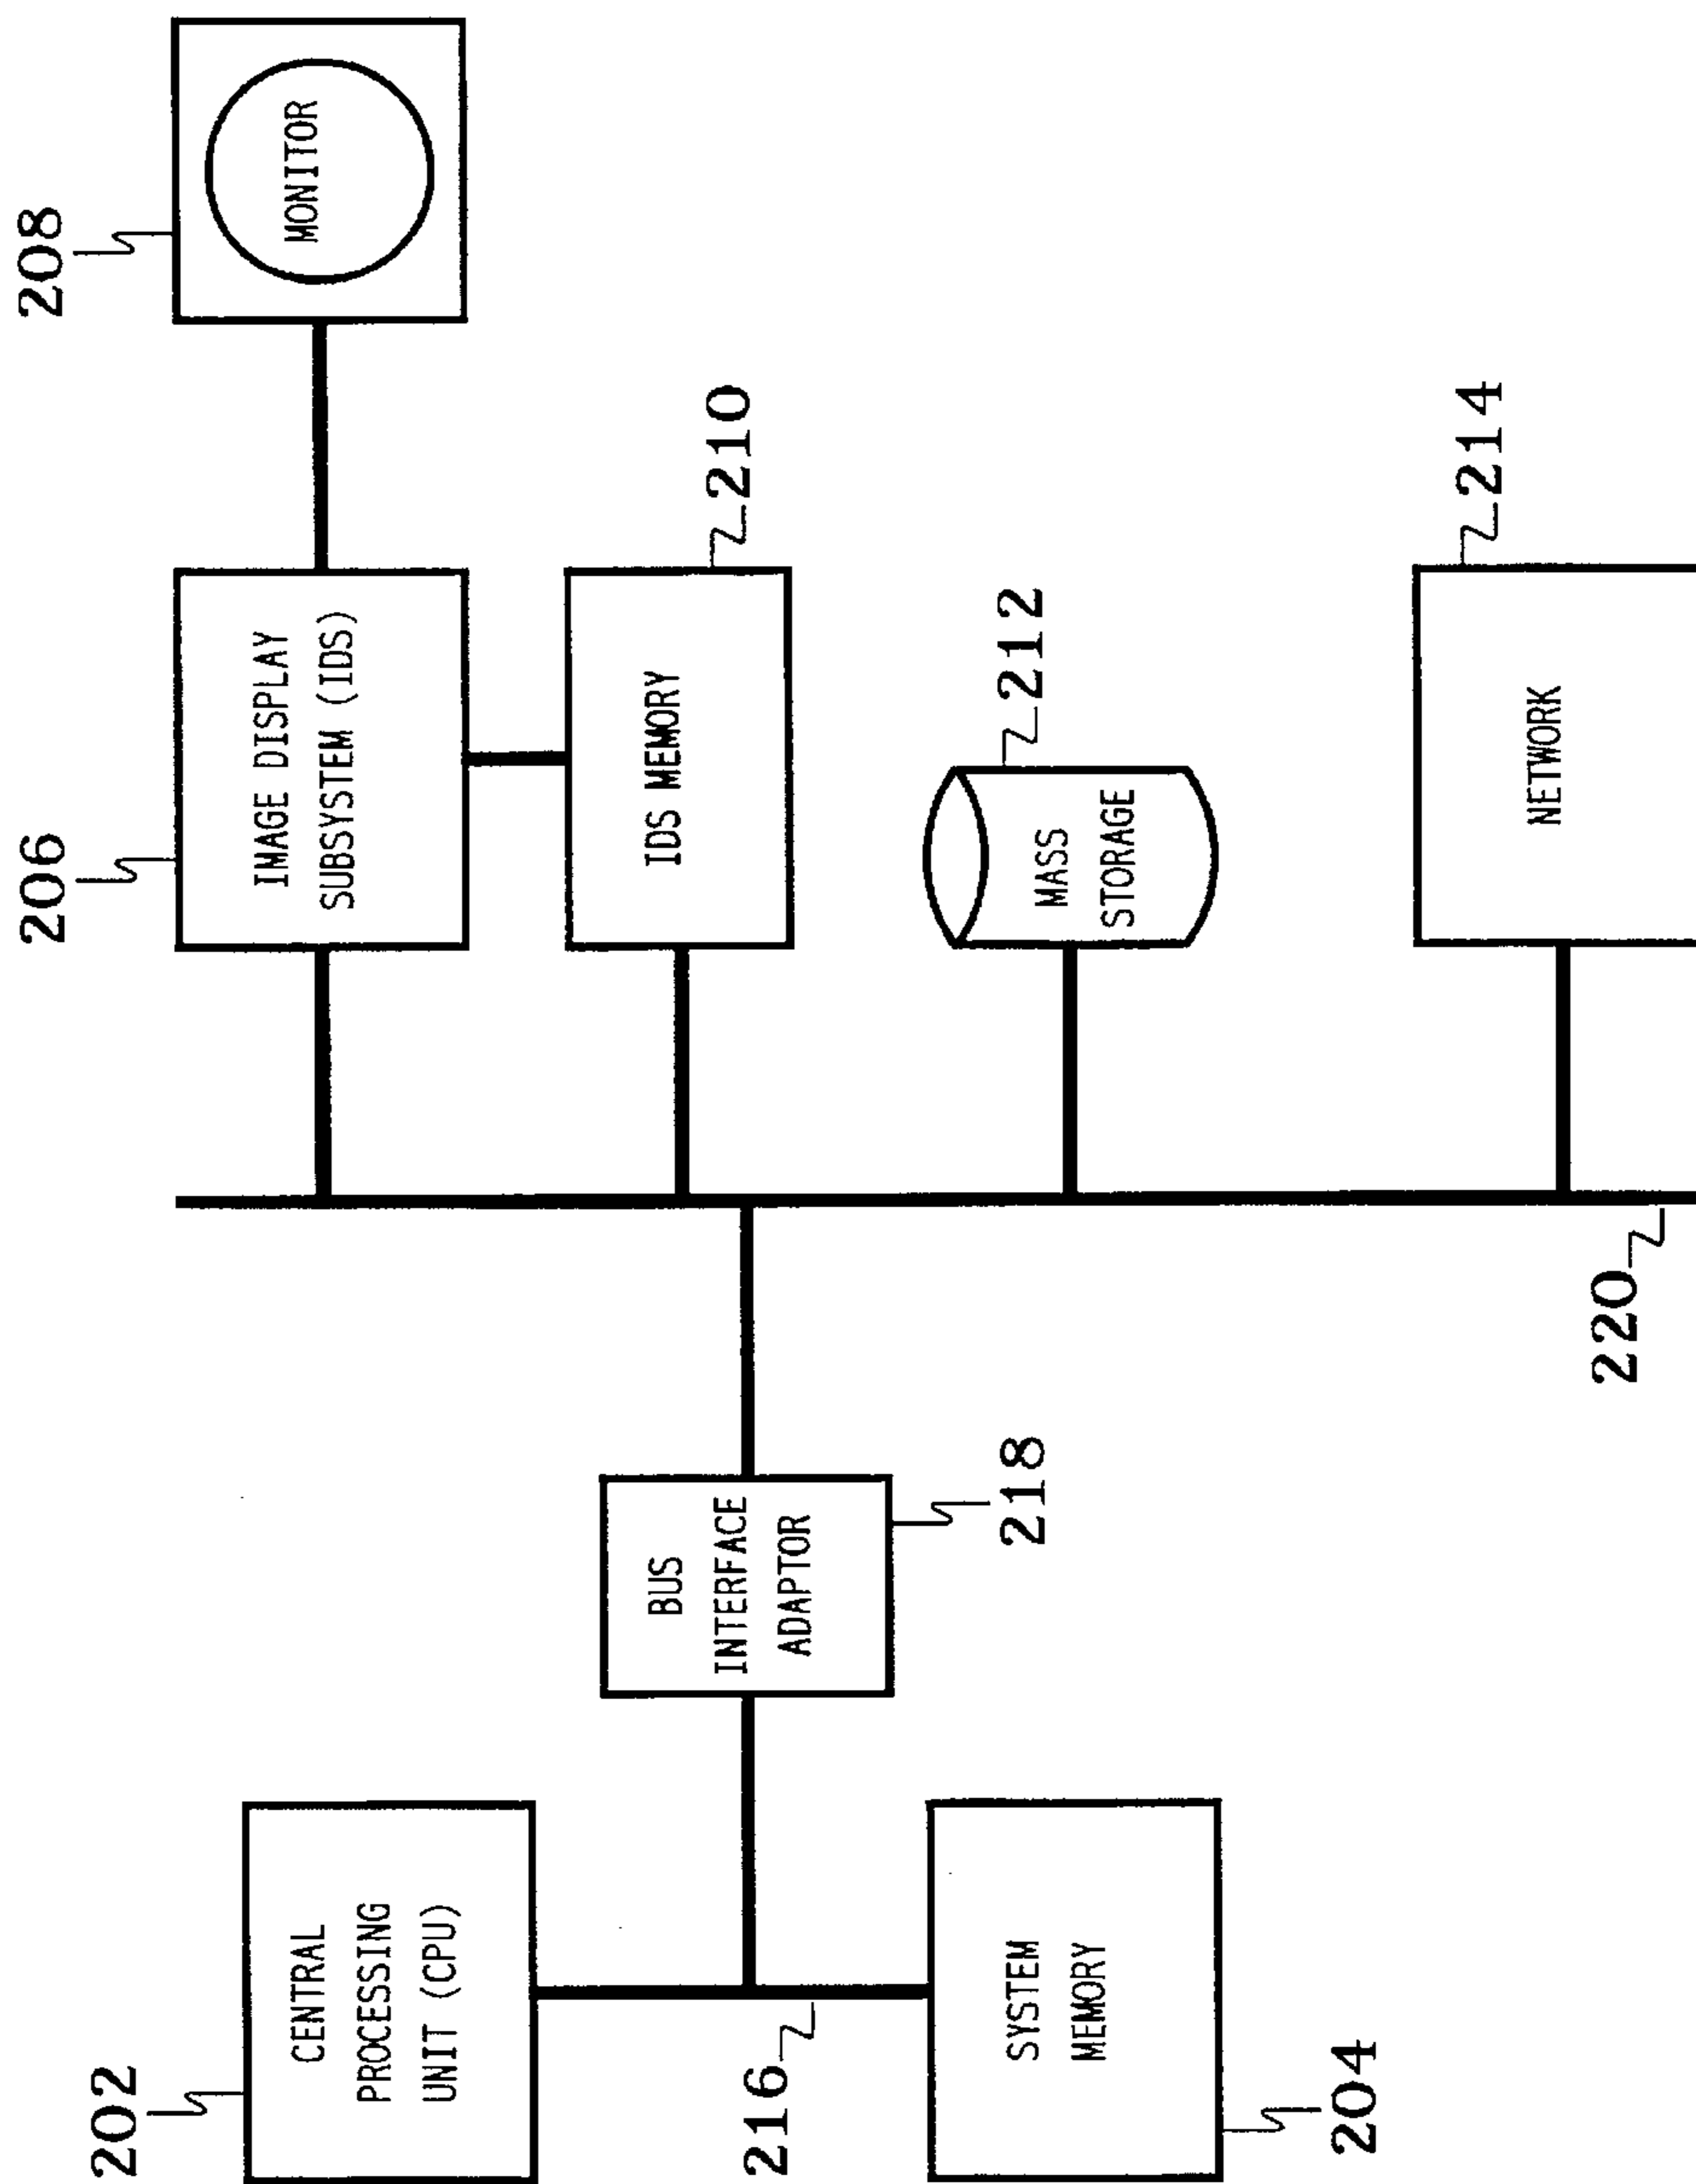 202
CENTRAL
PROCESSING
UNIT (CPU)
216
SYSTEM
MEMORY
204
BUS
INTERFACE
ADAPTOR
218
220
206
IMAGE DISPLAY
SUBSYSTEM (IDS)
IDS MEMORY
210
MASS
STORAGE
212
NETWORK
214
208
MONITOR